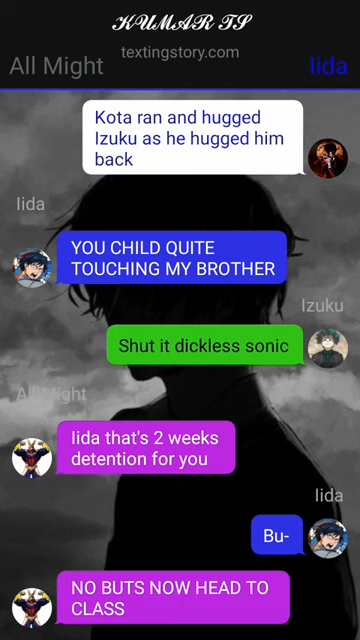 KUMAR TS
textingstory.com
All Might
Iida
Kota ran and hugged
Izuku as he hugged him
back
Iida
YOU CHILD QUITE
TOUCHING MY BROTHER
Izuku
Shut it dickless sonic
All Might
Iida that's 2 weeks
detention for you
Iida
Bu-
NO BUTS NOW HEAD TO
CLASS